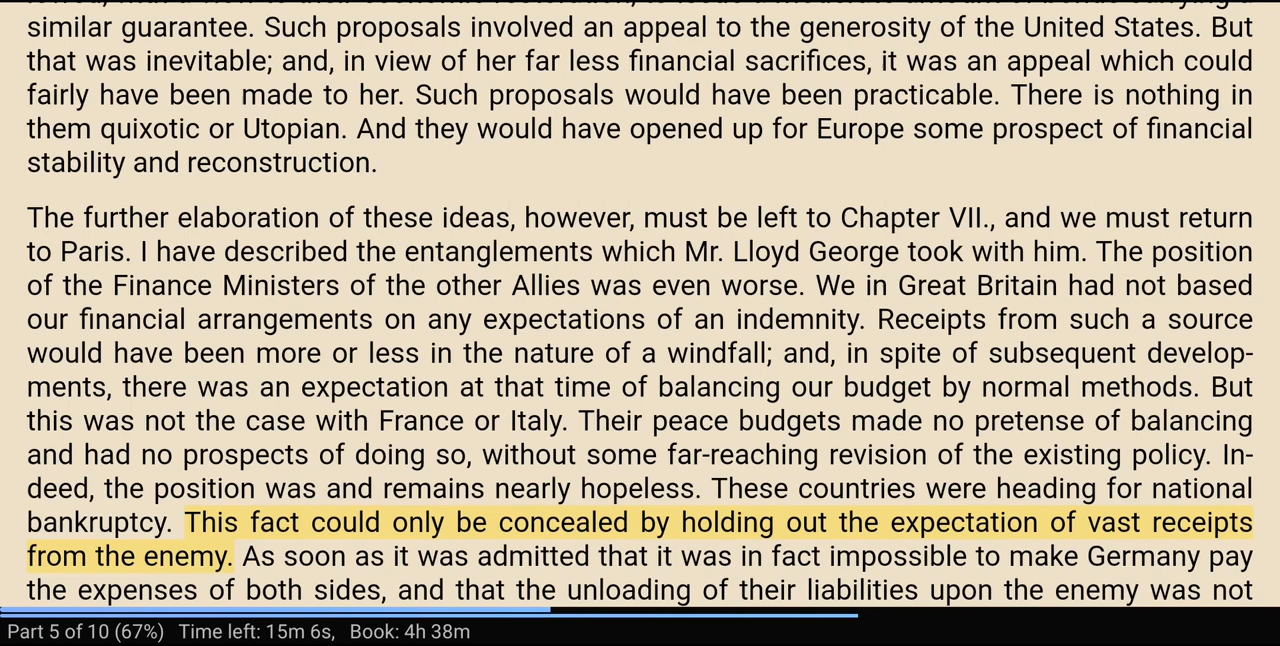 similar guarantee. Such proposals involved an appeal to the generosity of the United States. But
that was inevitable; and, in view of her far less financial sacrifices, it was an appeal which could
fairly have been made to her. Such proposals would have been practicable. There is nothing in
them quixotic or Utopian. And they would have opened up for Europe some prospect of financial
stability and reconstruction.
The further elaboration of these ideas, however, must be left to Chapter VII., and we must return
to Paris. I have described the entanglements which Mr. Lloyd George took with him. The position
of the Finance Ministers of the other Allies was even worse. We in Great Britain had not based
our financial arrangements on any expectations of an indemnity. Receipts from such a source
would have been more or less in the nature of a windfall; and, in spite of subsequent develop-
ments, there was an expectation at that time of balancing our budget by normal methods. But
this was not the case with France or Italy. Their peace budgets made no pretense of balancing
and had no prospects of doing so, without some far-reaching revision of the existing policy. In-
deed, the position was and remains nearly hopeless. These countries were heading for national
bankruptcy. This fact could only be concealed by holding out the expectation of vast receipts
from the enemy. As soon as it was admitted that it was in fact impossible to make Germany pay
the expenses of both sides, and that the unloading of their liabilities upon the enemy was not
Part 5 of 10 (67%) Time left: 15m 6s, Book: 4h 38m